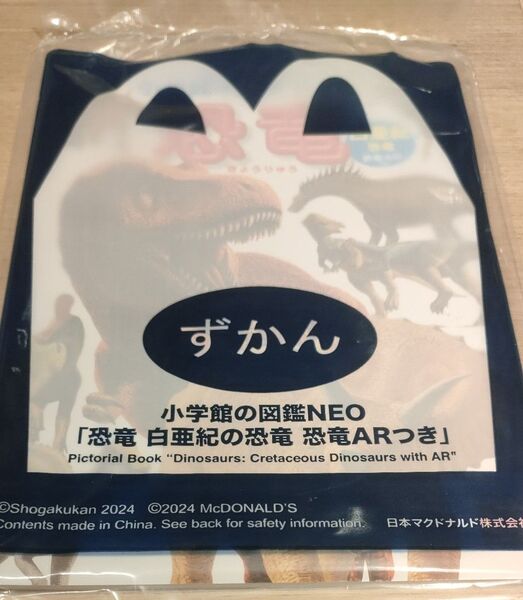 恐竜
きょうりゅう
ずかん
小学館の図鑑NEO
「恐竜 白亜紀の恐竜 恐竜ARつき」
Pictorial Book “Dinosaurs: Cretaceous Dinosaurs with AR”
©Shogakukan 2024 ©2024 McDONALD'S
Contents made in China. See back for safety information. 日本マクドナルド株式会